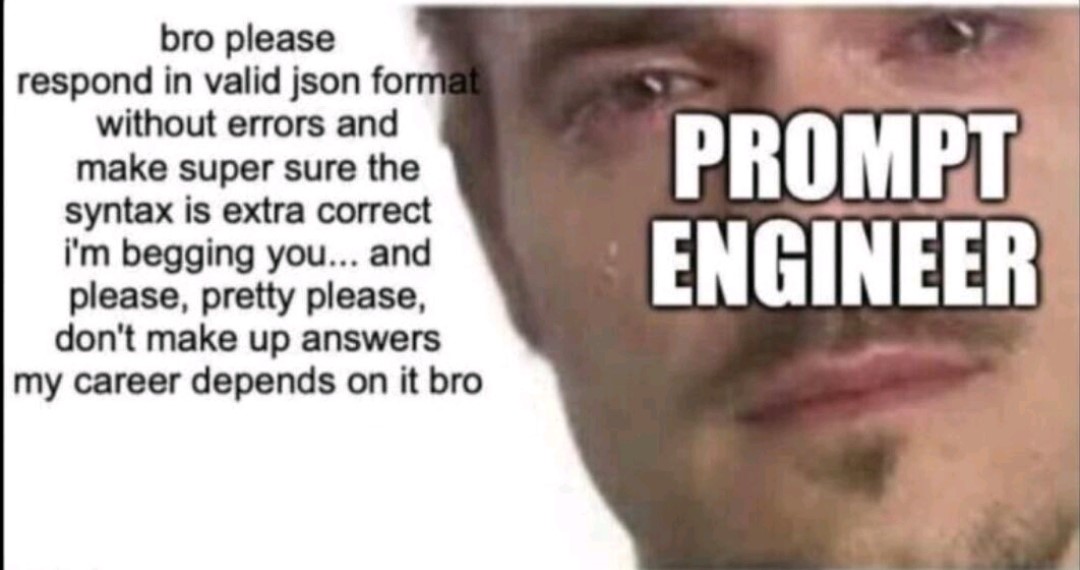 bro please
respond in valid json format
without errors and
make super sure the
syntax is extra correct
i'm begging you... and
please, pretty please,
don't make up answers
my career depends on it bro
PROMPT
ENGINEER